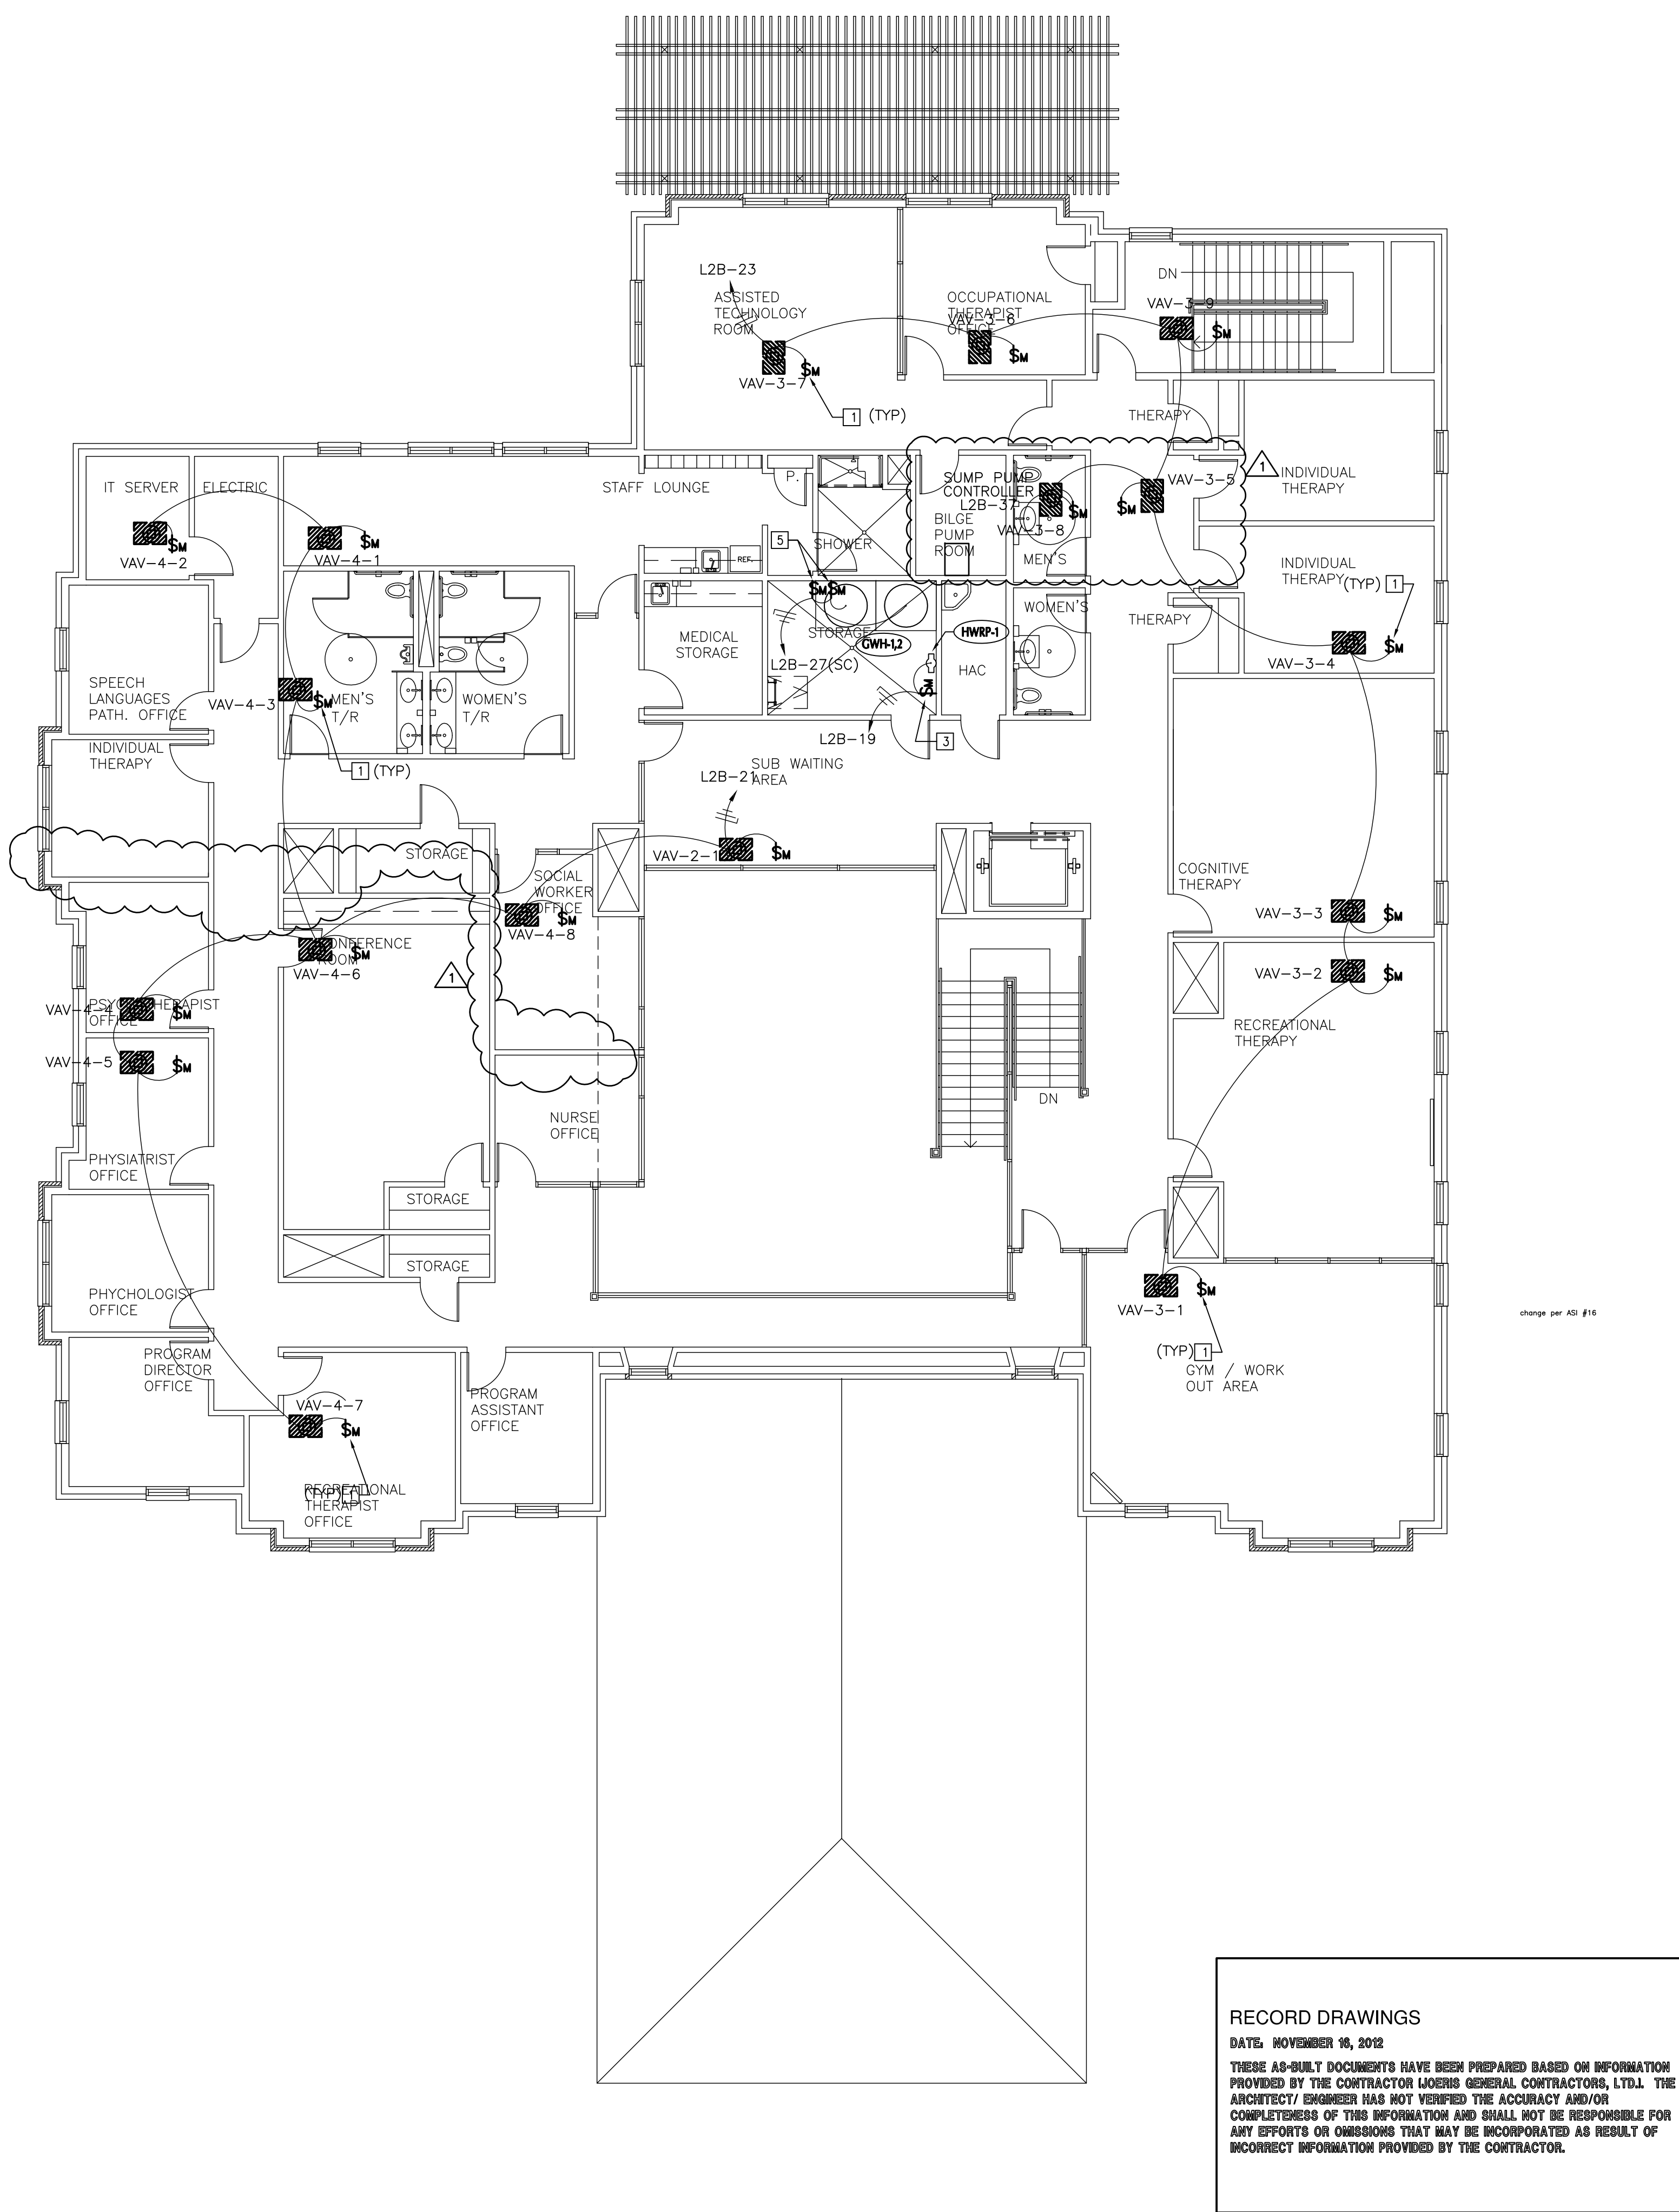 L2B-23
ASSISTED
TECHNOLOGY
ROOM
VAV-3-7
1 (TYP)
OCCUPATIONAL
THERAPIST
OFFICE
VAV-3-6
DN
VAV-3-9
$M
$M
$M
THERAPY
IT SERVER
ELECTRIC
STAFF LOUNGE
P.
SUMP PUMP
CONTROLLER
L2B-37
BILGE
PUMP
ROOM
VAV-3-8
MEN'S
$M
$M
VAV-3-5
1
INDIVIDUAL
THERAPY
VAV-4-2
$M
VAV-4-1
$M
REF.
5
SHOWER
$M$M
INDIVIDUAL
THERAPY
(TYP) 1
VAV-3-4
$M
MEDICAL
STORAGE
STORAGE
GWH-1,2
HWRP-1
HAC
WOMEN'S
THERAPY
L2B-27(SC)
$M
L2B-19
3
SPEECH
LANGUAGES
PATH. OFFICE
VAV-4-3
$M
MEN'S
T/R
WOMEN'S
T/R
1 (TYP)
INDIVIDUAL
THERAPY
L2B-21
SUB WAITING
AREA
VAV-2-1
$M
STORAGE
SOCIAL
WORKER
OFFICE
VAV-4-8
$M
COGNITIVE
THERAPY
VAV-3-3
$M
CONFERENCE
ROOM
VAV-4-6
$M
1
VAV-3-2
$M
VAV-4-4
PSYCHOTHERAPIST
OFFICE
$M
VAV-4-5
$M
RECREATIONAL
THERAPY
DN
NURSE
OFFICE
PHYSIATRIST
OFFICE
STORAGE
STORAGE
PHYCHOLOGIST
OFFICE
VAV-3-1
$M
(TYP) 1
GYM / WORK
OUT AREA
change per ASI #16
PROGRAM
DIRECTOR
OFFICE
VAV-4-7
$M
PROGRAM
ASSISTANT
OFFICE
(TYP) 1
RECREATIONAL
THERAPIST
OFFICE
RECORD DRAWINGS
DATE: NOVEMBER 16, 2012
THESE AS-BUILT DOCUMENTS HAVE BEEN PREPARED BASED ON INFORMATION
PROVIDED BY THE CONTRACTOR (JOERIS GENERAL CONTRACTORS, LTD.). THE
ARCHITECT/ ENGINEER HAS NOT VERIFIED THE ACCURACY AND/OR
COMPLETENESS OF THIS INFORMATION AND SHALL NOT BE RESPONSIBLE FOR
ANY EFFORTS OR OMISSIONS THAT MAY BE INCORPORATED AS RESULT OF
INCORRECT INFORMATION PROVIDED BY THE CONTRACTOR.